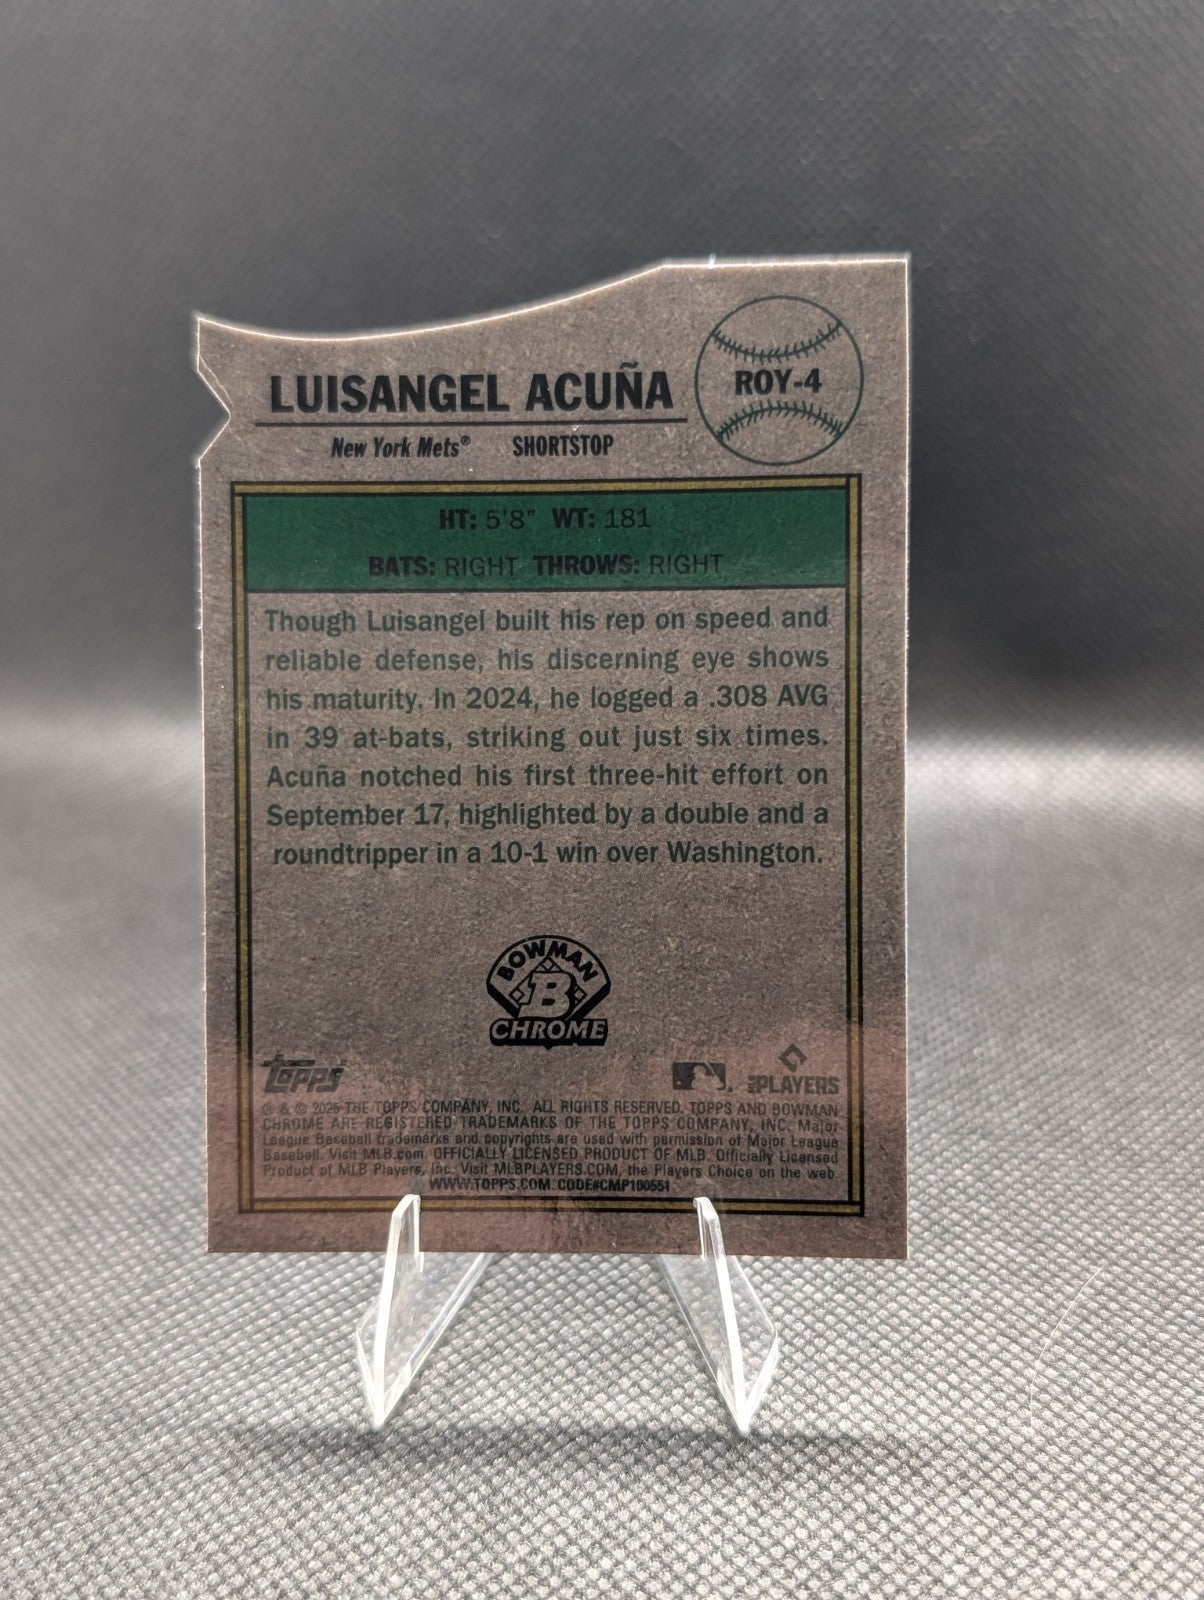 LUISANGEL ACUÑA
ROY-4
New York Mets® SHORTSTOP
HT: 5'8" WT: 181
BATS: RIGHT THROWS: RIGHT
Though Luisangel built his rep on speed and
reliable defense, his discerning eye shows
his maturity. In 2024, he logged a .308 AVG
in 39 at-bats, striking out just six times.
Acuña notched his first three-hit effort on
September 17, highlighted by a double and a
roundtripper in a 10-1 win over Washington.
BOWMAN
B
CHROME
Topps
PLAYERS
® & © 2025 THE TOPPS COMPANY, INC. ALL RIGHTS RESERVED. TOPPS AND BOWMAN
CHROME ARE REGISTERED TRADEMARKS OF THE TOPPS COMPANY, INC. Major
League Baseball trademarks and copyrights are used with permission of Major League
Baseball. Visit MLB.com. OFFICIALLY LICENSED PRODUCT OF MLB. Officially Licensed
Product of MLB Players, Inc. Visit MLBPLAYERS.COM, the Players Choice on the web.
WWW.TOPPS.COM. CODE#CMP100551